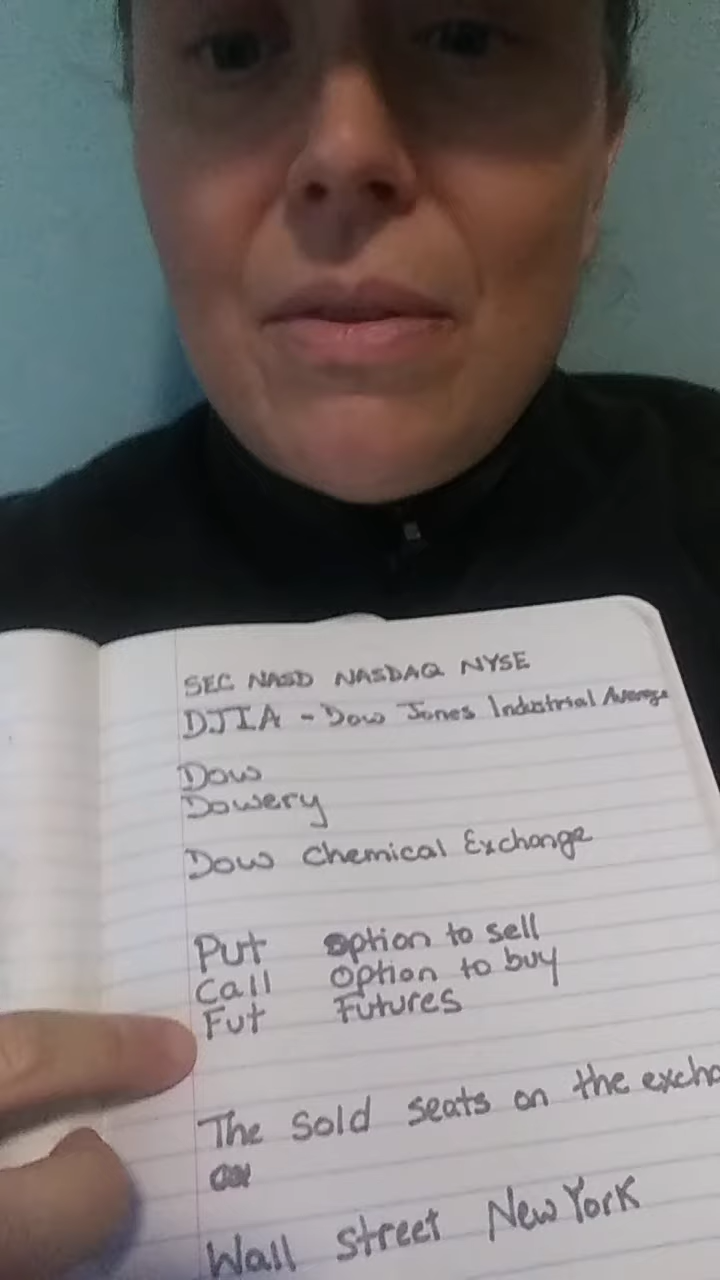 SEC NASD NASDAQ NYSE
DJIA - Dow Jones Industrial Average
Dow
Dowery
Dow Chemical Exchange
Put option to sell
Call option to buy
Fut Futures
The sold seats on the excha
Wall Street New York